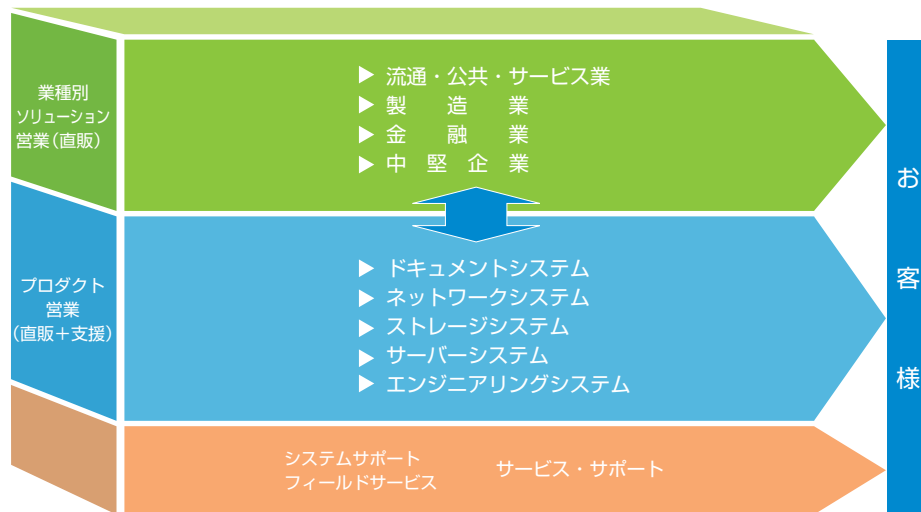 業種別
ソリューション
営業(直販)
▶ 流通・公共・サービス業
▶ 製造業
▶ 金融業
▶ 中堅企業
プロダクト
営業
(直販+支援)
▶ ドキュメントシステム
▶ ネットワークシステム
▶ ストレージシステム
▶ サーバーシステム
▶ エンジニアリングシステム
システムサポート
フィールドサービス
サービス・サポート
お客様